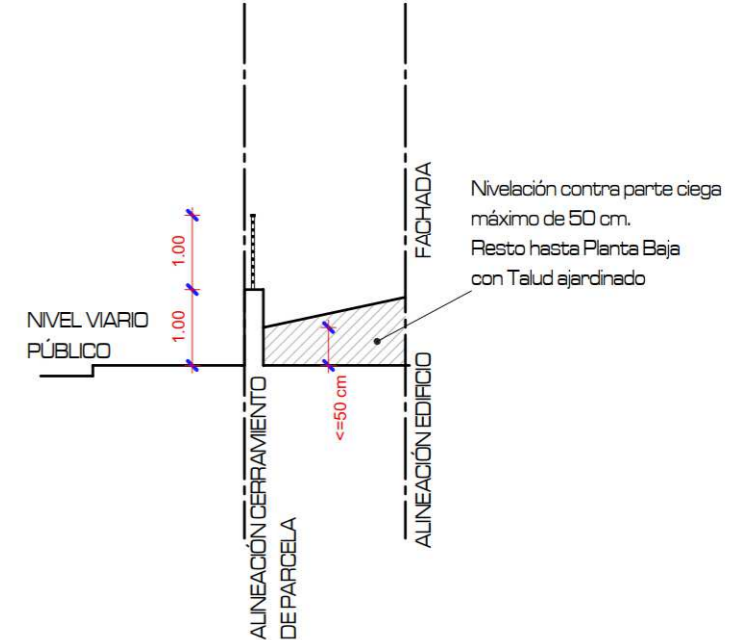 FACHADA
Nivelación contra parte ciega
máximo de 50 cm.
Resto hasta Planta Baja
con Talud ajardinado
1.00
1.00
NIVEL VIARIO
PÚBLICO
<=50 cm
ALINEACIÓN CERRAMIENTO
DE PARCELA
ALINEACIÓN EDIFICIO